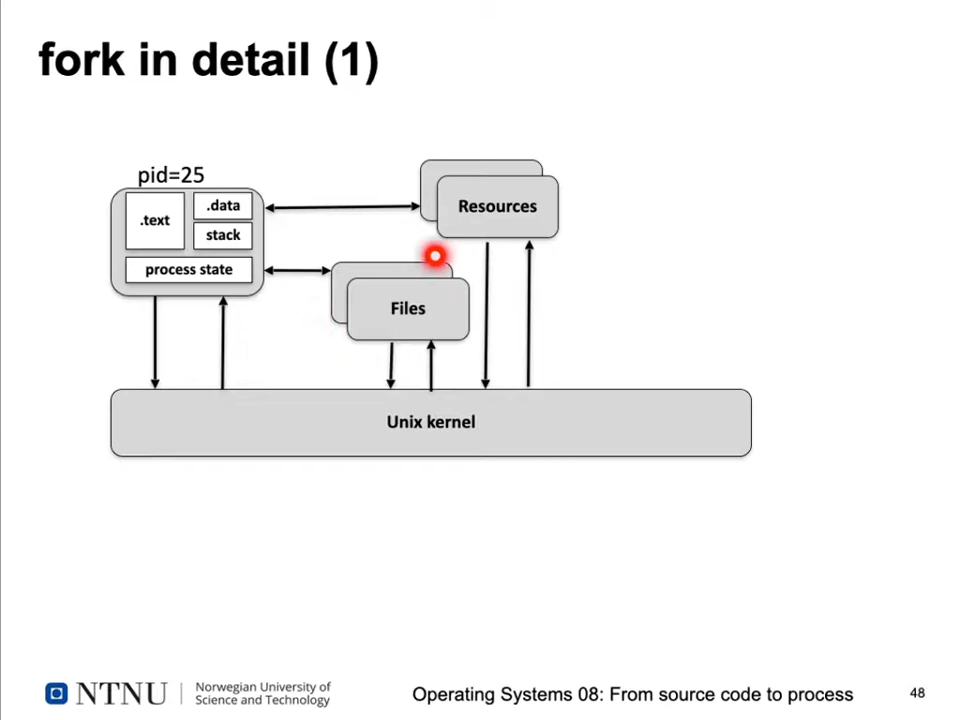 fork in detail (1)
pid=25
.text
.data
stack
process state
Resources
Files
Unix kernel
NTNU
Norwegian University of
Science and Technology
Operating Systems 08: From source code to process
48